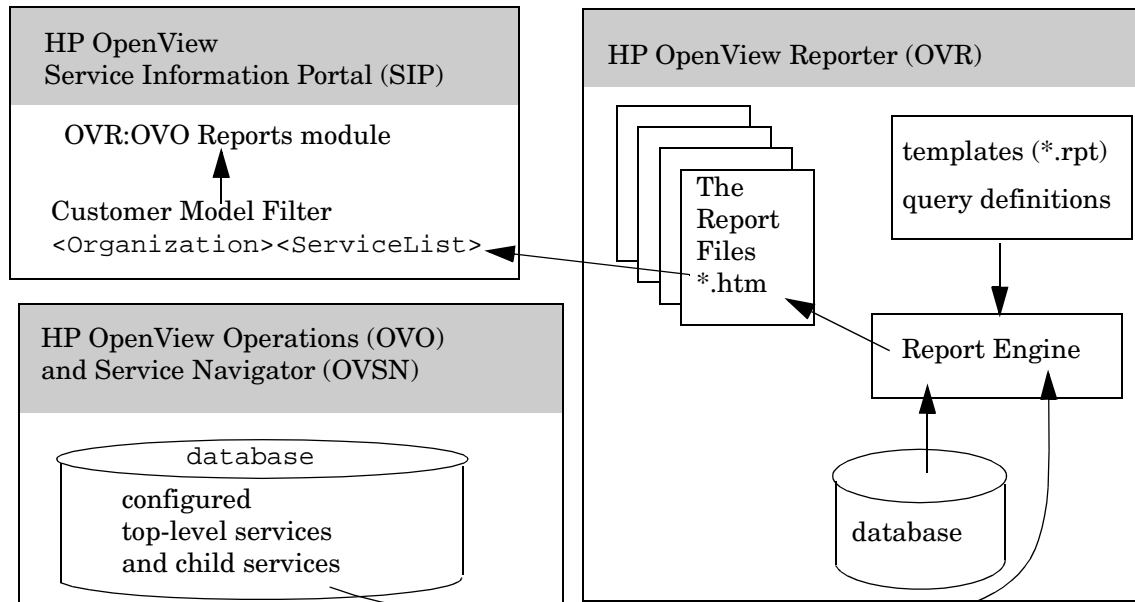 HP OpenView
Service Information Portal (SIP)
OVR:OVO Reports module
Customer Model Filter
<Organization><ServiceList>
HP OpenView Operations (OVO)
and Service Navigator (OVSN)
database
configured
top-level services
and child services
HP OpenView Reporter (OVR)
The
Report
Files
*.htm
templates (*.rpt)
query definitions
Report Engine
database